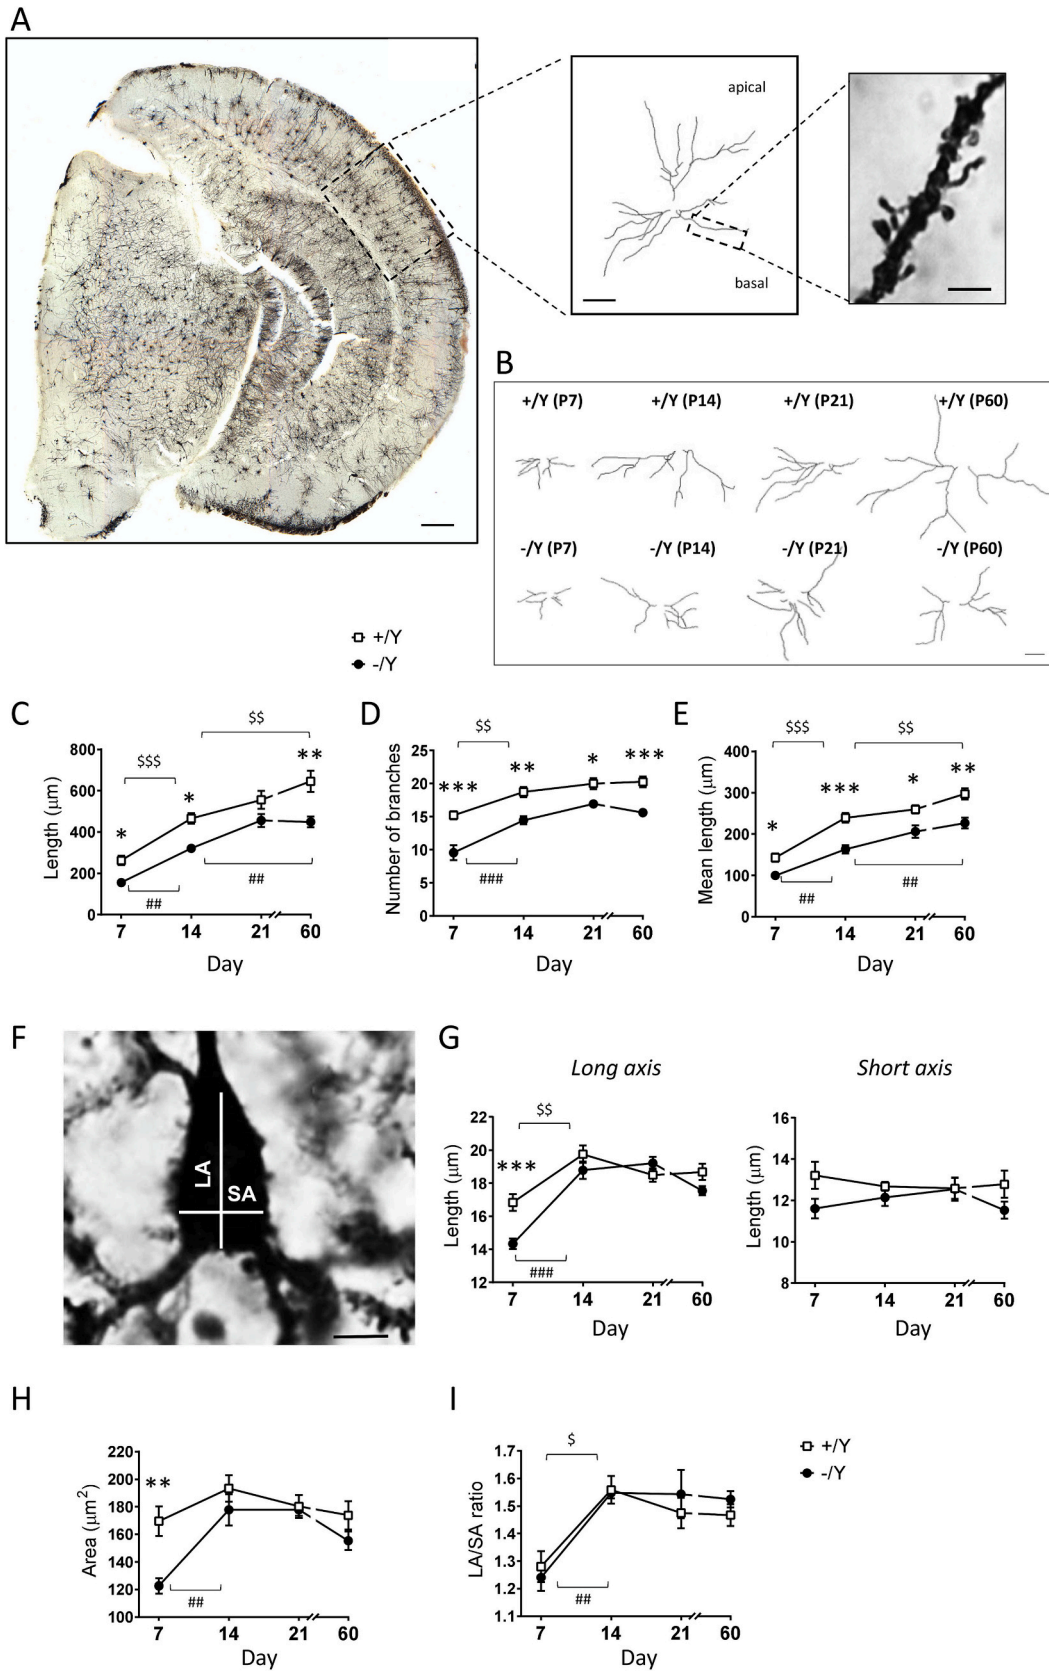 A
apical
basal
B
+/Y (P7) +/Y (P14) +/Y (P21) +/Y (P60)
-/Y (P7) -/Y (P14) -/Y (P21) -/Y (P60)
+/Y
-/Y
C
$$
$$$
800
600
400
200
0
Length (μm)
*
*
**
##
##
7 14 21 60
Day
D
$$
25
20
15
10
5
0
Number of branches
***
**
*
***
###
7 14 21 60
Day
E
$$$ $$
400
300
200
100
0
Mean length (μm)
*
***
*
**
##
##
7 14 21 60
Day
F
LA
SA
G
Long axis
$$
22
20
18
16
14
12
Length (μm)
***
###
7 14 21 60
Day
Short axis
16
14
12
10
8
Length (μm)
7 14 21 60
Day
H
220
200
180
160
140
120
100
Area (μm²)
**
##
7 14 21 60
Day
I
$
1.7
1.6
1.5
1.4
1.3
1.2
1.1
LA/SA ratio
##
7 14 21 60
Day
+/Y
-/Y